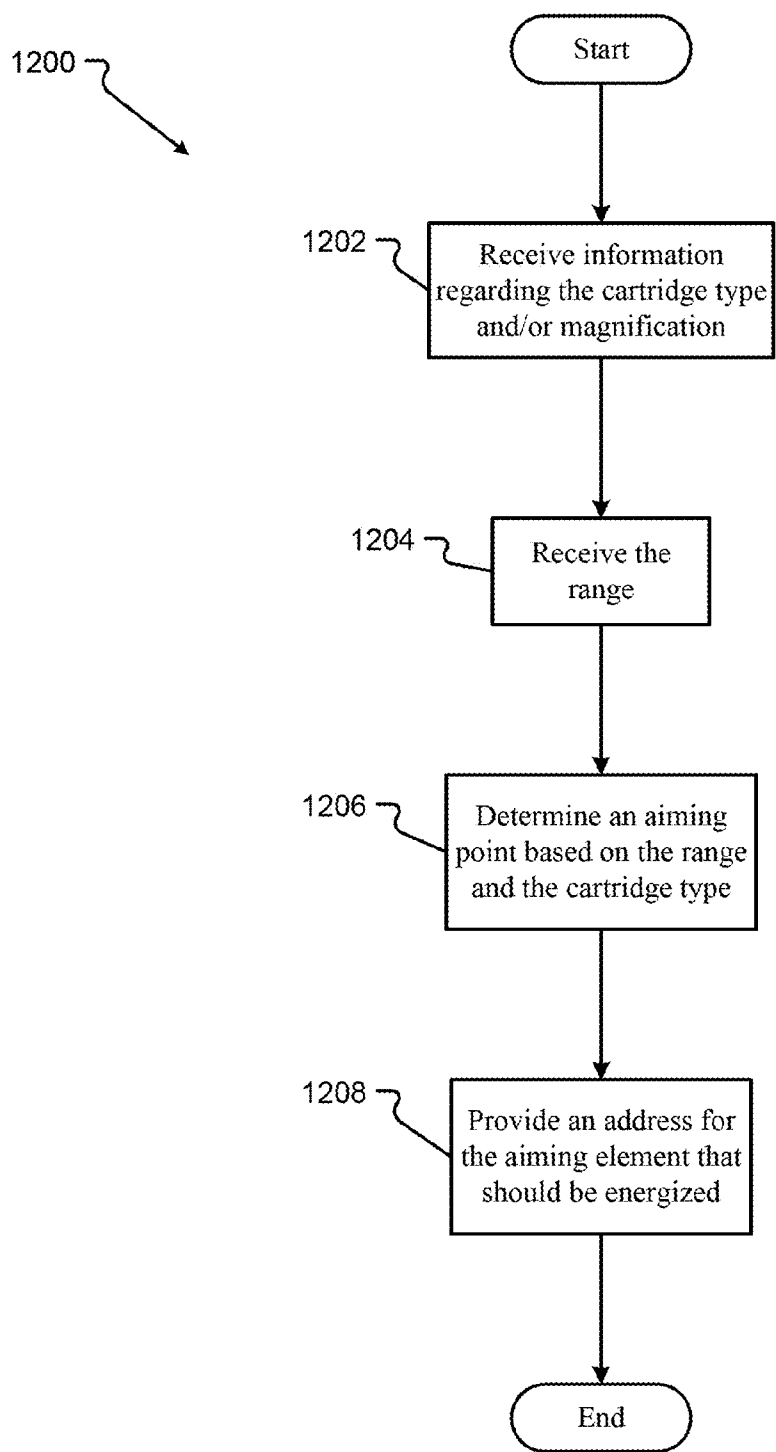 Start
1200
1202
Receive information
regarding the cartridge type
and/or magnification
1204
Receive the
range
1206
Determine an aiming
point based on the range
and the cartridge type
1208
Provide an address for
the aiming element that
should be energized
End